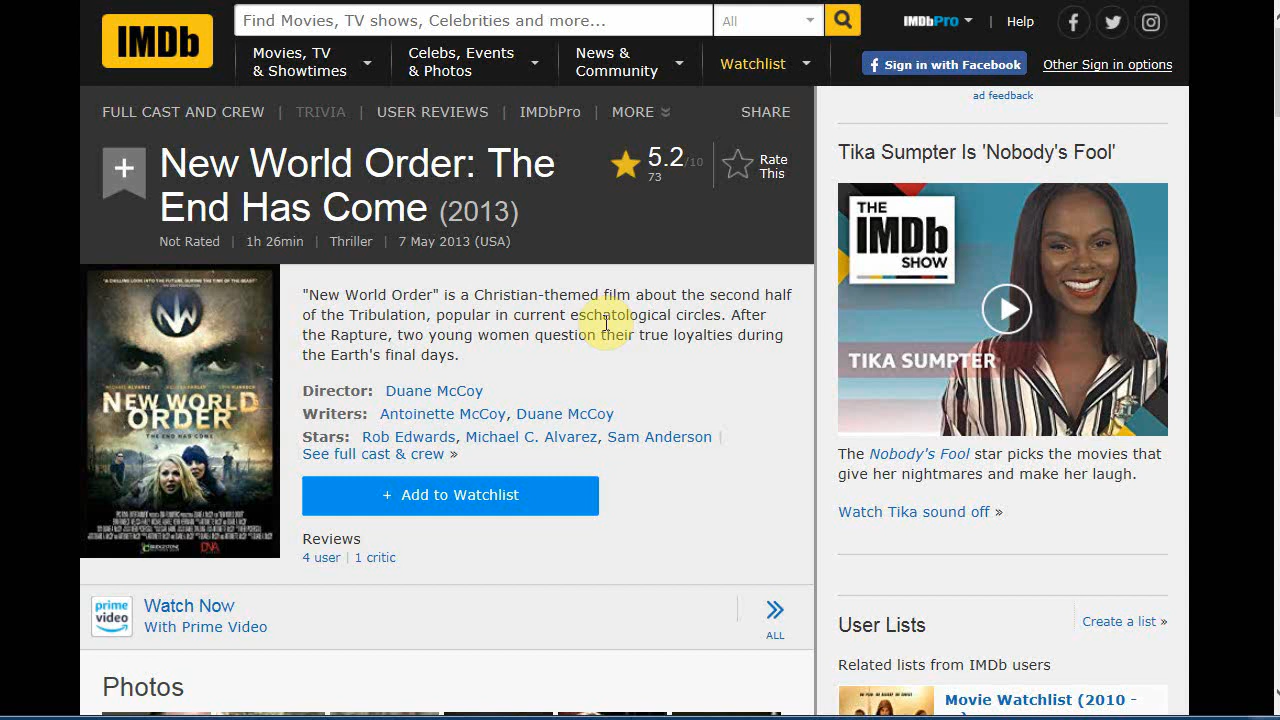 IMDb
Find Movies, TV shows, Celebrities and more...
All
IMDbPro
Help
Movies, TV
& Showtimes
Celebs, Events
& Photos
News &
Community
Watchlist
Sign in with Facebook
Other Sign in options
FULL CAST AND CREW | TRIVIA | USER REVIEWS | IMDbPro | MORE
SHARE
New World Order: The
End Has Come (2013)
5.2/10
73
Rate
This
Not Rated | 1h 26min | Thriller | 7 May 2013 (USA)
NEW WORLD
ORDER
THE END HAS COME
"New World Order" is a Christian-themed film about the second half
of the Tribulation, popular in current eschatological circles. After
the Rapture, two young women question their true loyalties during
the Earth's final days.
Director: Duane McCoy
Writers: Antoinette McCoy, Duane McCoy
Stars: Rob Edwards, Michael C. Alvarez, Sam Anderson |
See full cast & crew »
+ Add to Watchlist
Reviews
4 user | 1 critic
prime
video
Watch Now
With Prime Video
ALL
Photos
ad feedback
Tika Sumpter Is 'Nobody's Fool'
THE
IMDb
SHOW
TIKA SUMPTER
The Nobody's Fool star picks the movies that
give her nightmares and make her laugh.
Watch Tika sound off »
User Lists
Create a list »
Related lists from IMDb users
Movie Watchlist (2010 -